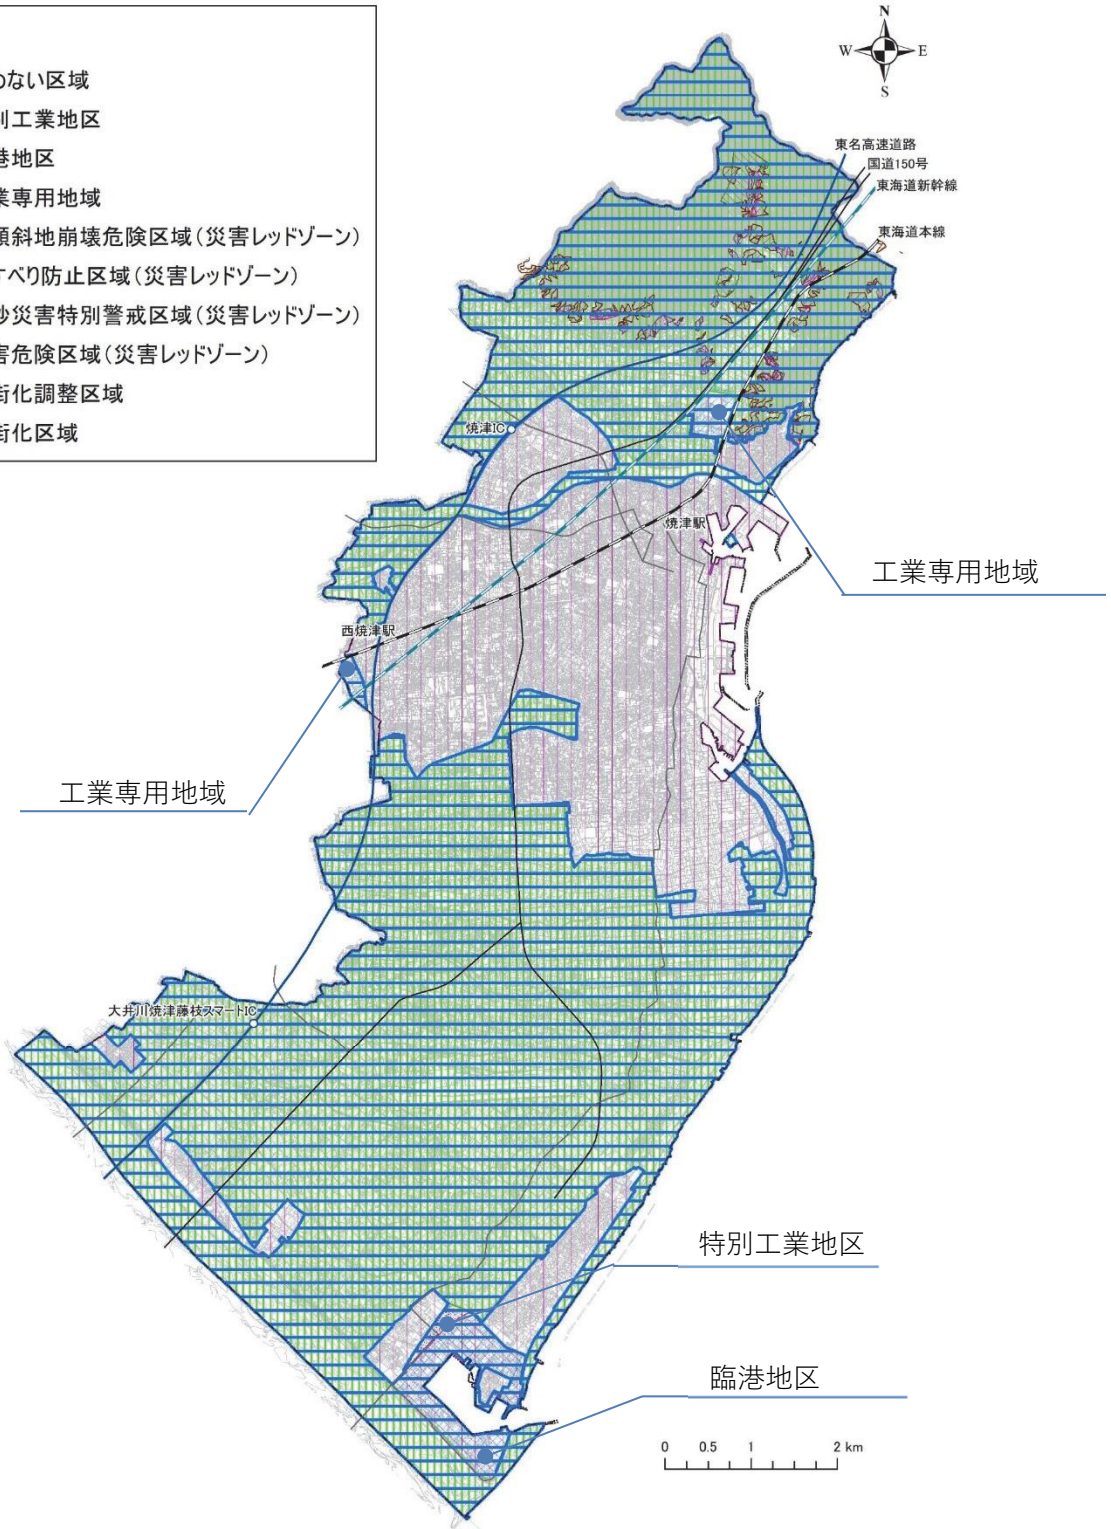 めない区域
別工業地区
港地区
業専用地域
傾斜地崩壊危険区域(災害レッドゾーン)
すべり防止区域(災害レッドゾーン)
砂災害特別警戒区域(災害レッドゾーン)
害危険区域(災害レッドゾーン)
街化調整区域
街化区域
N
W
E
S
東名高速道路
国道150号
東海道新幹線
東海道本線
焼津IC
焼津駅
工業専用地域
西焼津駅
工業専用地域
大井川焼津藤枝スマートIC
特別工業地区
臨港地区
0 0.5 1 2 km